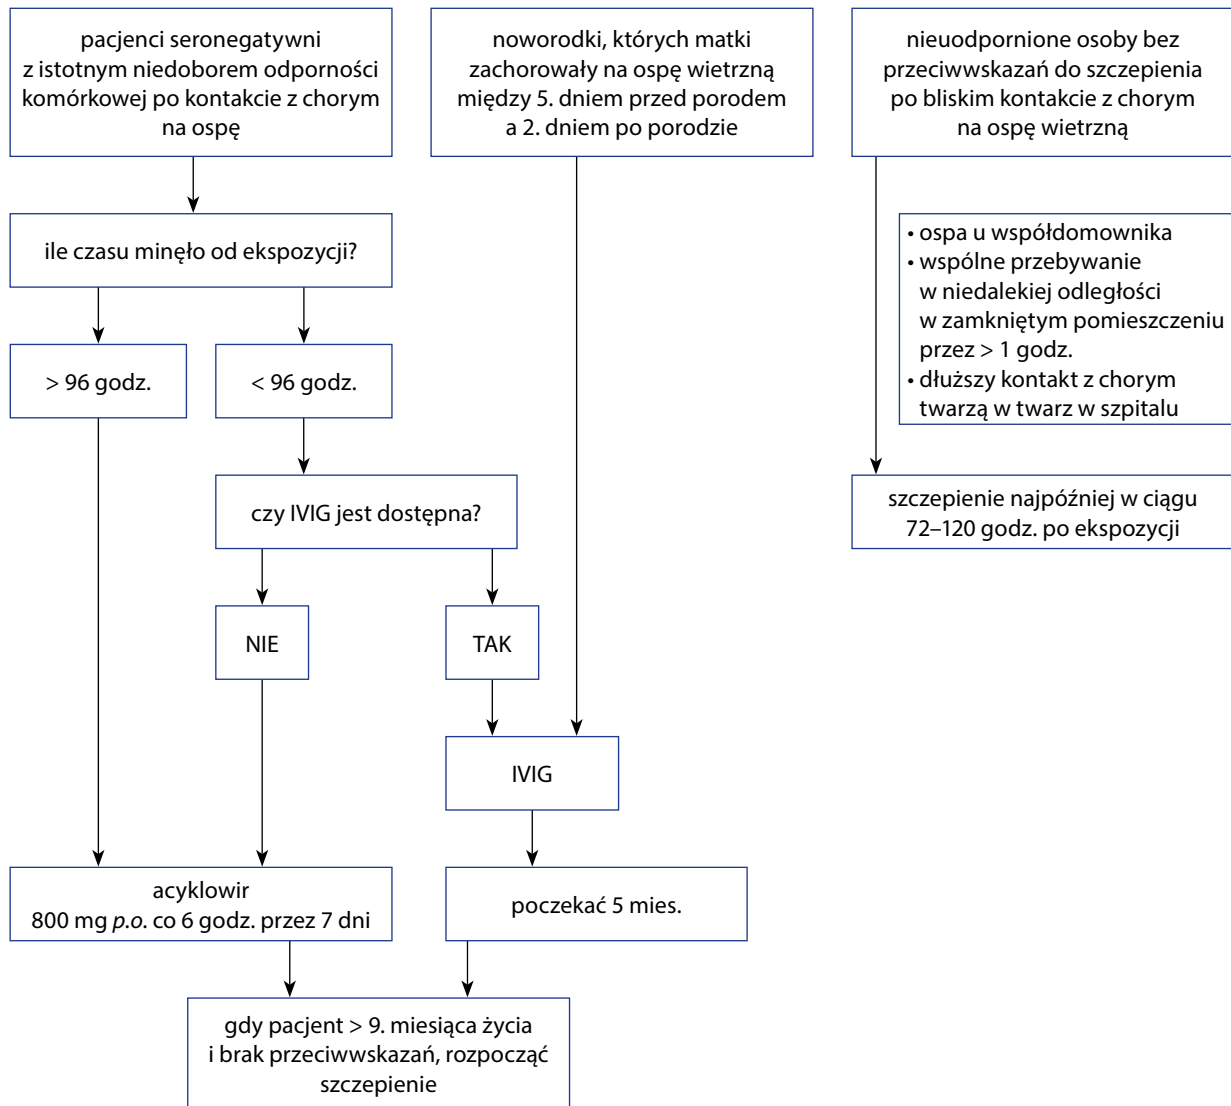 pacjenci seronegatywni
z istotnym niedoborem odporności
komórkowej po kontakcie z chorym
na ospę
noworodki, których matki
zachorowały na ospę wietrzną
między 5. dniem przed porodem
a 2. dniem po porodzie
nieuodpornione osoby bez
przeciwwskazań do szczepienia
po bliskim kontakcie z chorym
na ospę wietrzną
ile czasu minęło od ekspozycji?
• ospa u współdomownika
• wspólne przebywanie
w niedalekiej odległości
w zamkniętym pomieszczeniu
przez > 1 godz.
• dłuższy kontakt z chorym
twarzą w twarz w szpitalu
> 96 godz.
< 96 godz.
czy IVIG jest dostępna?
szczepienie najpóźniej w ciągu
72–120 godz. po ekspozycji
NIE
TAK
IVIG
acyklowir
800 mg p.o. co 6 godz. przez 7 dni
poczekać 5 mies.
gdy pacjent > 9. miesiąca życia
i brak przeciwwskazań, rozpocząć
szczepienie